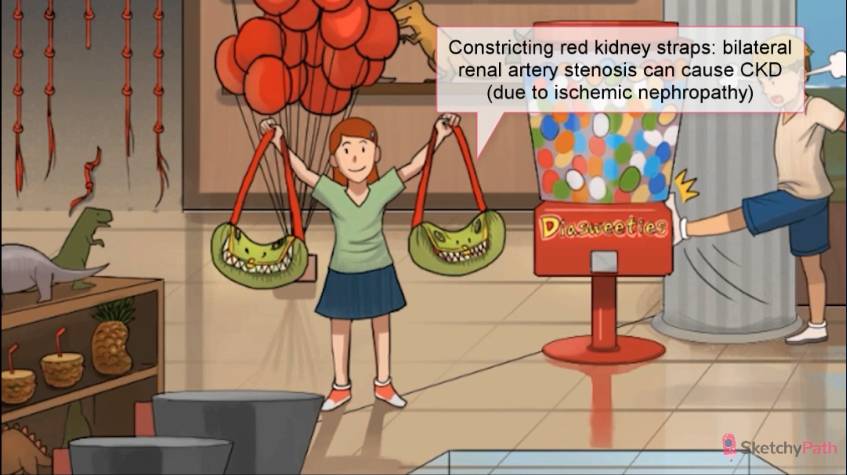 Constricting red kidney straps: bilateral
renal artery stenosis can cause CKD
(due to ischemic nephropathy)
Diasweeties
SketchyPath